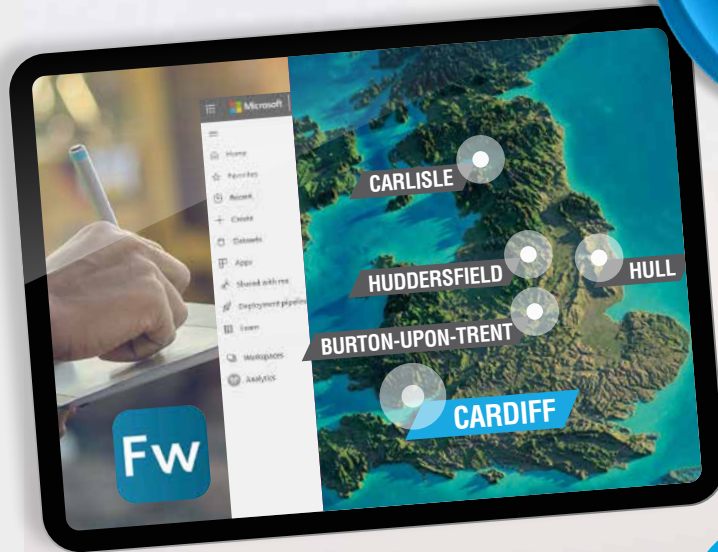 Microsoft
Home
Favorites
Recent
Create
Datasets
Apps
Shared with me
Deployment pipeline
Learn
Workspaces
Analytics
Fw
CARLISLE
HUDDERSFIELD
HULL
BURTON-UPON-TRENT
CARDIFF